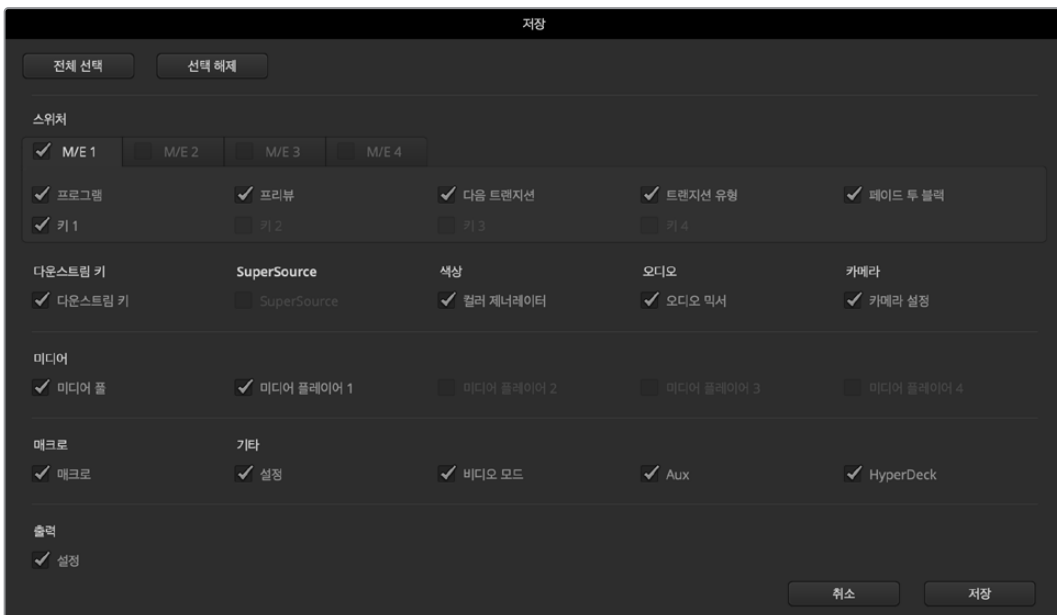 저장
전체 선택 선택 해제
스위처
M/E 1 M/E 2 M/E 3 M/E 4
프로그램 프리뷰 다음 트랜지션 트랜지션 유형 페이드 투 블랙
키 1 키 2 키 3 키 4
다운스트림 키 SuperSource 색상 오디오 카메라
다운스트림 키 SuperSource 컬러 제너레이터 오디오 믹서 카메라 설정
미디어
미디어 풀 미디어 플레이어 1 미디어 플레이어 2 미디어 플레이어 3 미디어 플레이어 4
매크로 기타
매크로 설정 비디오 모드 Aux HyperDeck
출력
설정
취소 저장